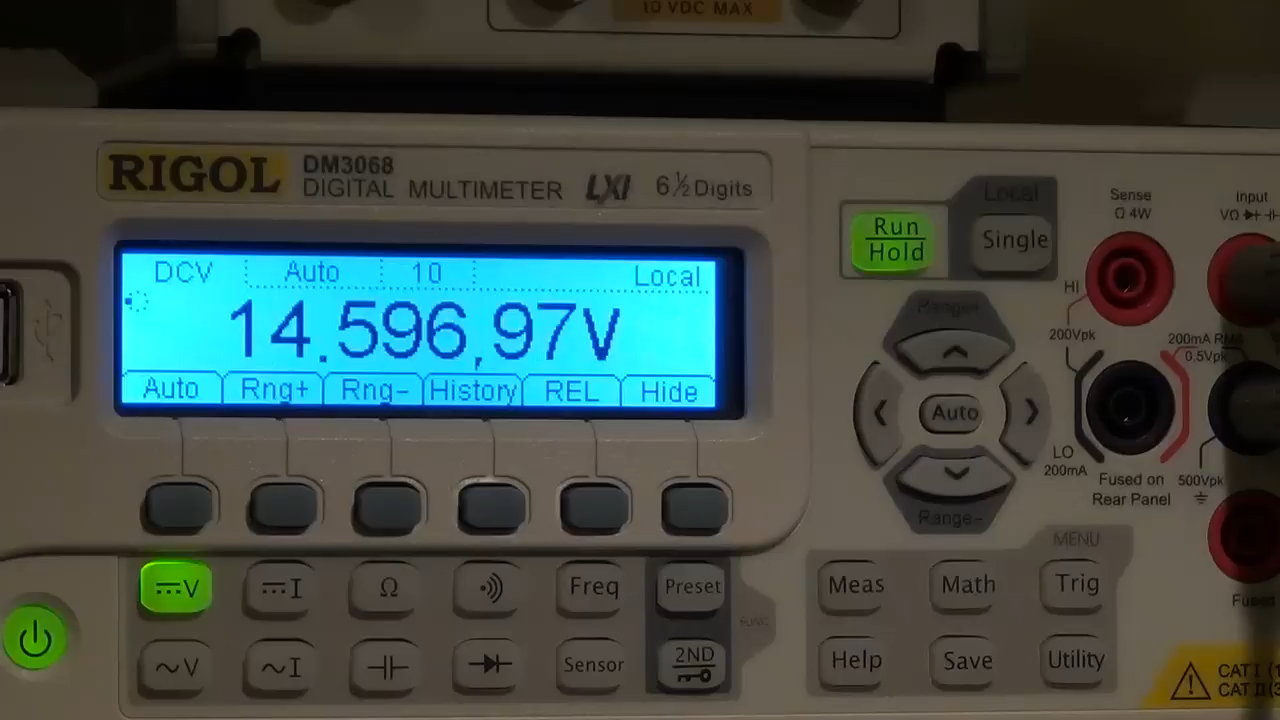 10 VDC MAX
RIGOL DM3068
DIGITAL MULTIMETER LXI 6½ Digits
DCV Auto 10 Local
14.596,97V
Auto Rng+ Rng- History REL Hide
Run
Hold
Local
Single
Sense
Ω 4W
Input
HI
200Vpk
200mA RMS
0.5Vpk
LO
200mA
Fused on
Rear Panel
500Vpk
Range+
Auto
Range-
V I Ω Freq Preset
FUNC
~V ~I Sensor 2ND
MENU
Meas Math Trig
Help Save Utility
CAT I
CAT II